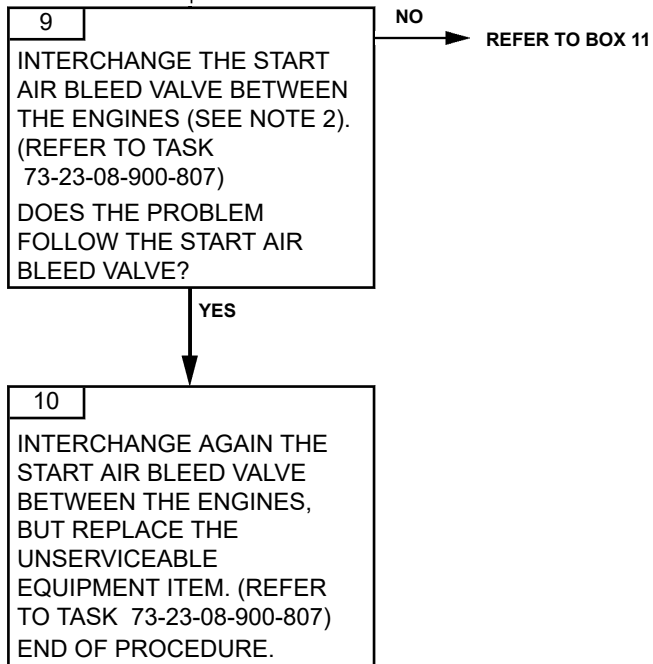 9
INTERCHANGE THE START
AIR BLEED VALVE BETWEEN
THE ENGINES (SEE NOTE 2).
(REFER TO TASK
73-23-08-900-807)
DOES THE PROBLEM
FOLLOW THE START AIR
BLEED VALVE?
NO
REFER TO BOX 11
YES
10
INTERCHANGE AGAIN THE
START AIR BLEED VALVE
BETWEEN THE ENGINES,
BUT REPLACE THE
UNSERVICEABLE
EQUIPMENT ITEM. (REFER
TO TASK 73-23-08-900-807)
END OF PROCEDURE.